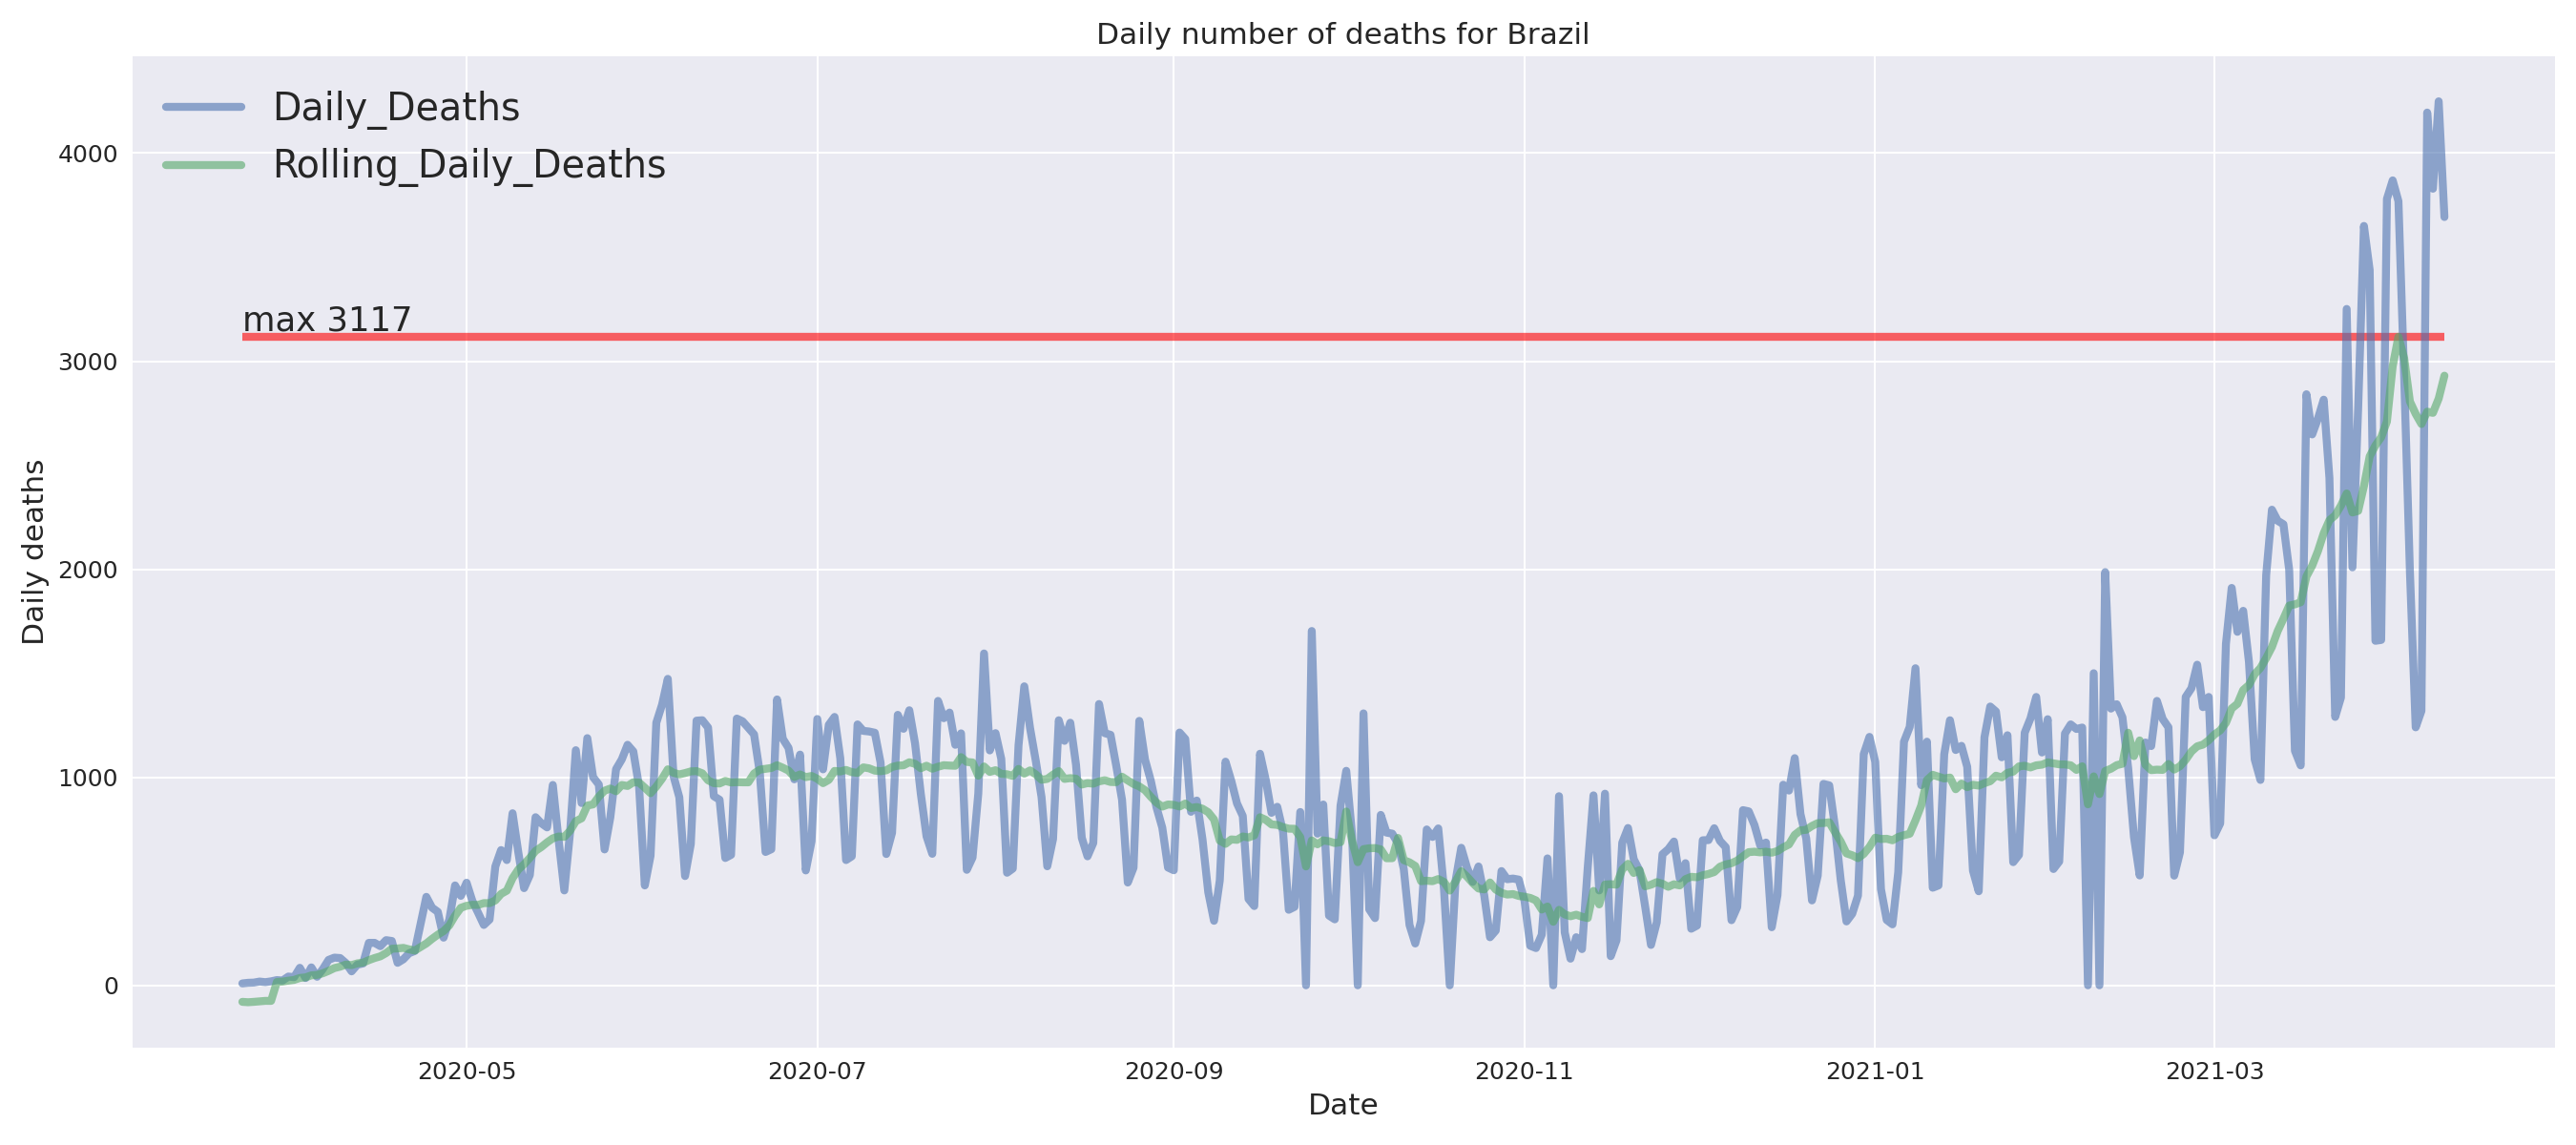 Daily number of deaths for Brazil
Daily_Deaths
Rolling_Daily_Deaths
max 3117
4000
3000
2000
1000
0
Daily deaths
2020-05 2020-07 2020-09 2020-11 2021-01 2021-03
Date